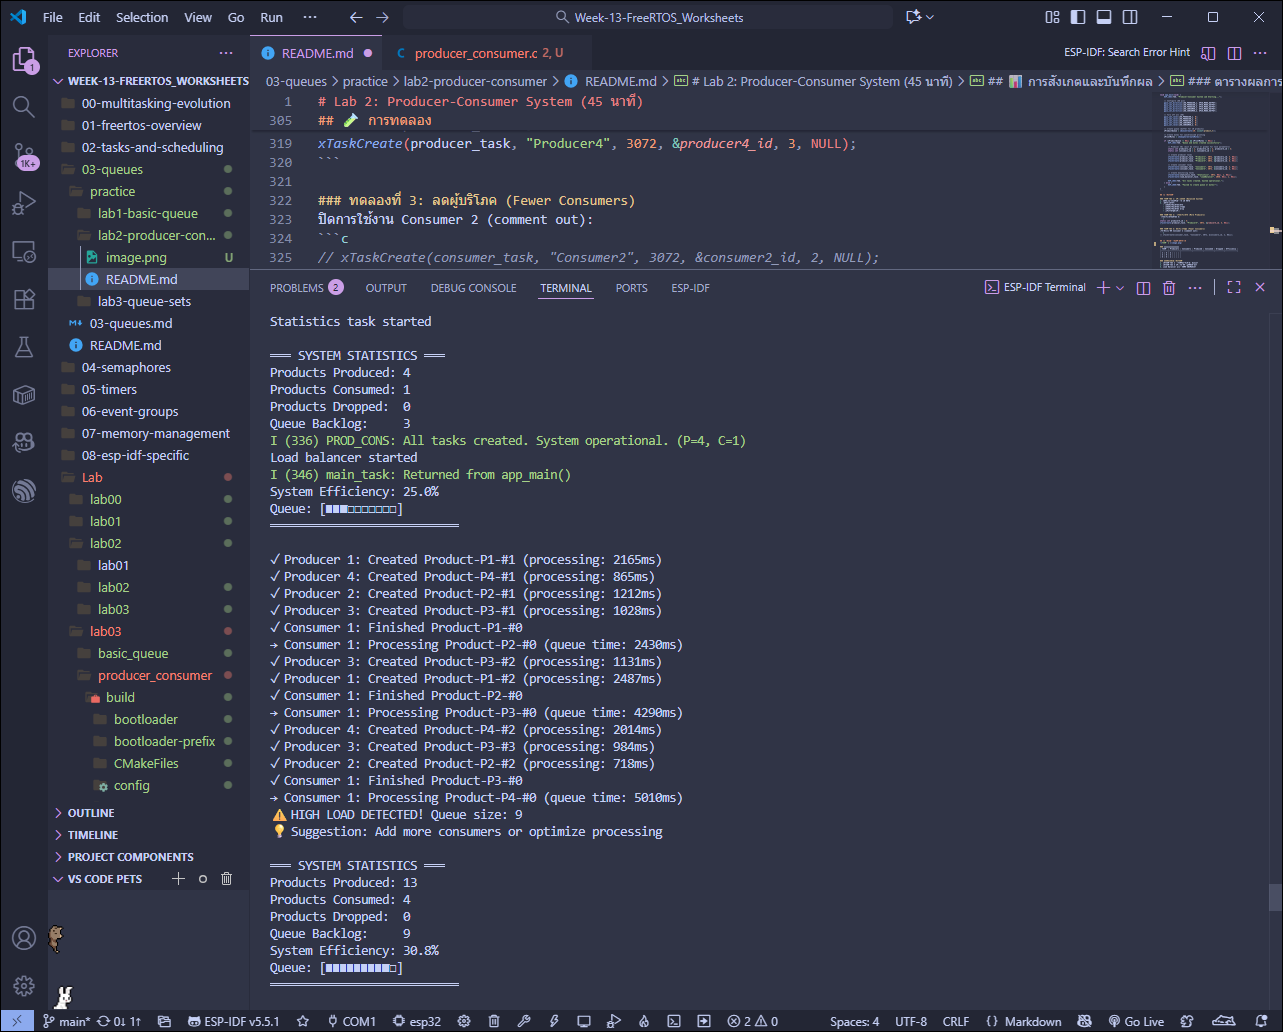 File Edit Selection View Go Run ··· Week-13-FreeRTOS_Worksheets
EXPLORER ···
WEEK-13-FREERTOS_WORKSHEETS
00-multitasking-evolution
01-freertos-overview
02-tasks-and-scheduling
03-queues
practice
lab1-basic-queue
lab2-producer-con...
image.png U
README.md
lab3-queue-sets
03-queues.md
README.md
04-semaphores
05-timers
06-event-groups
07-memory-management
08-esp-idf-specific
Lab
lab00
lab01
lab02
lab01
lab02
lab03
lab03
basic_queue
producer_consumer
build
bootloader
bootloader-prefix
CMakeFiles
config
OUTLINE
TIMELINE
PROJECT COMPONENTS
VS CODE PETS
1
1K+
README.md ●
C producer_consumer.c 2, U
ESP-IDF: Search Error Hint
03-queues > practice > lab2-producer-consumer > README.md > # Lab 2: Producer-Consumer System (45 นาที) > ## 📊 การสังเกตและบันทึกผล > ### ตารางผลการ
1 # Lab 2: Producer-Consumer System (45 นาที)
305 ## 🧪 การทดลอง
319 xTaskCreate(producer_task, "Producer4", 3072, &producer4_id, 3, NULL);
320 ```
321
322 ### ทดลองที่ 3: ลดผู้บริโภค (Fewer Consumers)
323 ปิดการใช้งาน Consumer 2 (comment out):
324 ```c
325 // xTaskCreate(consumer_task, "Consumer2", 3072, &consumer2_id, 2, NULL);
PROBLEMS 2 OUTPUT DEBUG CONSOLE TERMINAL PORTS ESP-IDF ESP-IDF Terminal
Statistics task started
═══ SYSTEM STATISTICS ═══
Products Produced: 4
Products Consumed: 1
Products Dropped:  0
Queue Backlog:     3
I (336) PROD_CONS: All tasks created. System operational. (P=4, C=1)
Load balancer started
I (346) main_task: Returned from app_main()
System Efficiency: 25.0%
Queue: [■■■□□□□□□□]
═══════════════════════════
✓ Producer 1: Created Product-P1-#1 (processing: 2165ms)
✓ Producer 4: Created Product-P4-#1 (processing: 865ms)
✓ Producer 2: Created Product-P2-#1 (processing: 1212ms)
✓ Producer 3: Created Product-P3-#1 (processing: 1028ms)
✓ Consumer 1: Finished Product-P1-#0
→ Consumer 1: Processing Product-P2-#0 (queue time: 2430ms)
✓ Producer 3: Created Product-P3-#2 (processing: 1131ms)
✓ Producer 1: Created Product-P1-#2 (processing: 2487ms)
✓ Consumer 1: Finished Product-P2-#0
→ Consumer 1: Processing Product-P3-#0 (queue time: 4290ms)
✓ Producer 4: Created Product-P4-#2 (processing: 2014ms)
✓ Producer 3: Created Product-P3-#3 (processing: 984ms)
✓ Producer 2: Created Product-P2-#2 (processing: 718ms)
✓ Consumer 1: Finished Product-P3-#0
→ Consumer 1: Processing Product-P4-#0 (queue time: 5010ms)
⚠️ HIGH LOAD DETECTED! Queue size: 9
💡 Suggestion: Add more consumers or optimize processing
═══ SYSTEM STATISTICS ═══
Products Produced: 13
Products Consumed: 4
Products Dropped:  0
Queue Backlog:     9
System Efficiency: 30.8%
Queue: [■■■■■■■■■□]
═══════════════════════════
main* 0↓ 1↑ ESP-IDF v5.5.1 COM1 esp32 2 0 Spaces: 4 UTF-8 CRLF {} Markdown Go Live